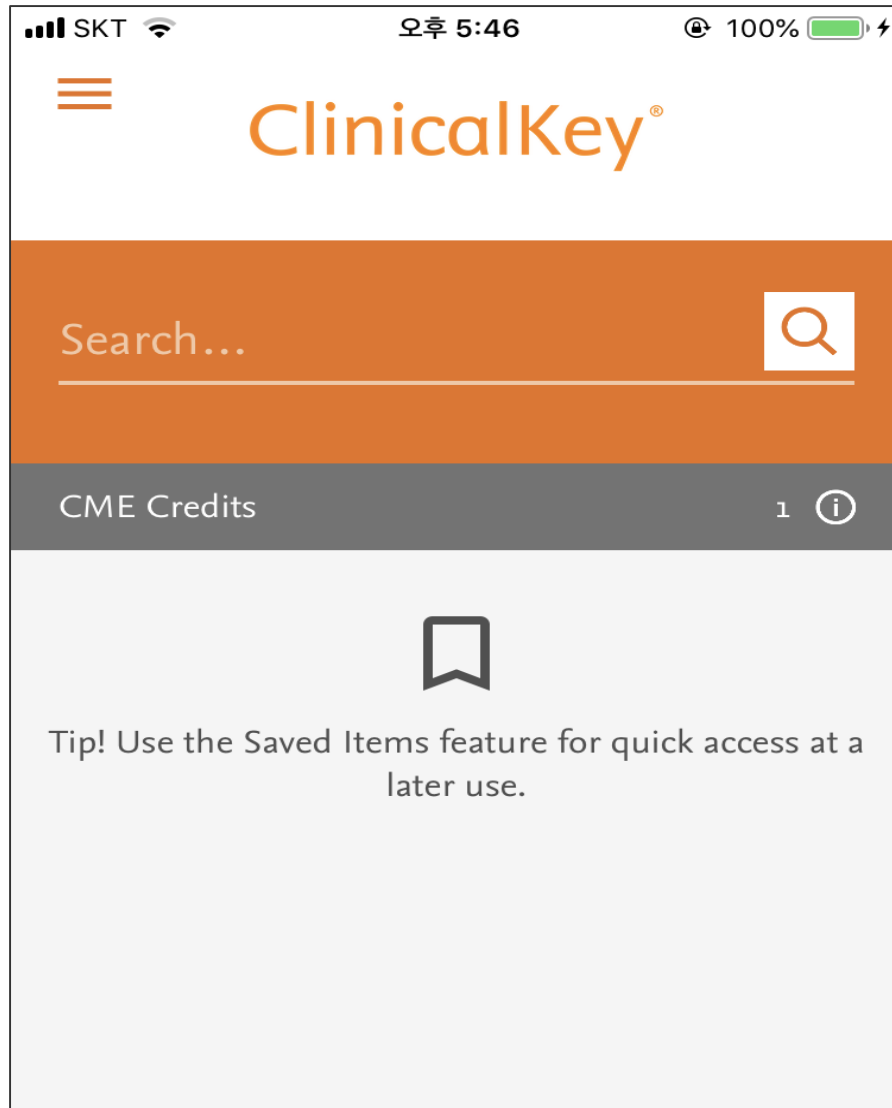 SKT 오후 5:46 100%
ClinicalKey®
Search...
CME Credits 1 i
Tip! Use the Saved Items feature for quick access at a
later use.